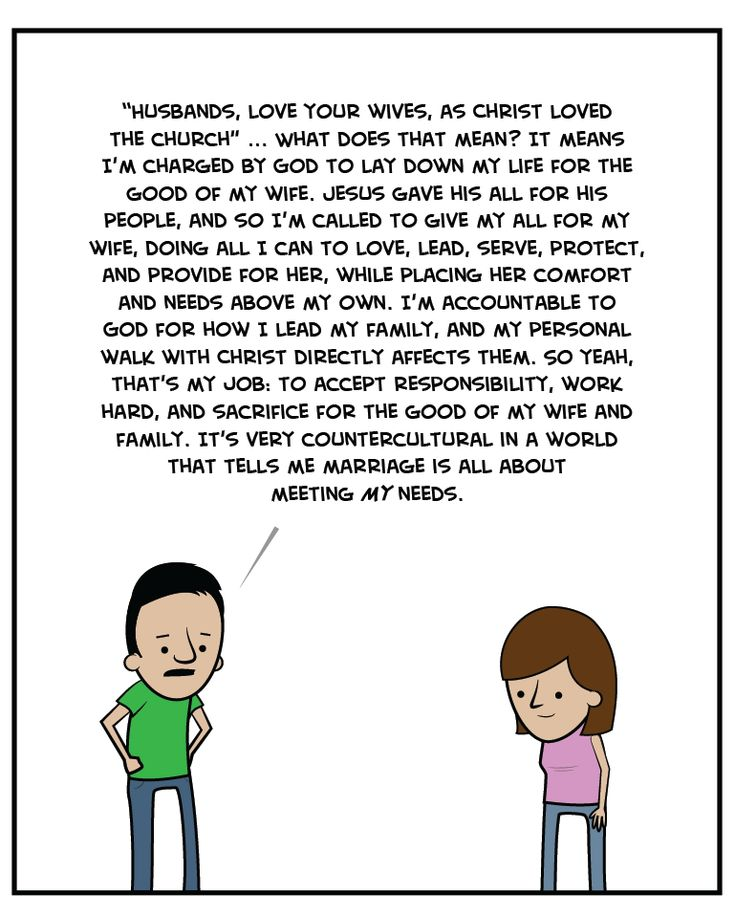 "HUSBANDS, LOVE YOUR WIVES, AS CHRIST LOVED
THE CHURCH" ... WHAT DOES THAT MEAN? IT MEANS
I'M CHARGED BY GOD TO LAY DOWN MY LIFE FOR THE
GOOD OF MY WIFE. JESUS GAVE HIS ALL FOR HIS
PEOPLE, AND SO I'M CALLED TO GIVE MY ALL FOR MY
WIFE, DOING ALL I CAN TO LOVE, LEAD, SERVE, PROTECT,
AND PROVIDE FOR HER, WHILE PLACING HER COMFORT
AND NEEDS ABOVE MY OWN. I'M ACCOUNTABLE TO
GOD FOR HOW I LEAD MY FAMILY, AND MY PERSONAL
WALK WITH CHRIST DIRECTLY AFFECTS THEM. SO YEAH,
THAT'S MY JOB: TO ACCEPT RESPONSIBILITY, WORK
HARD, AND SACRIFICE FOR THE GOOD OF MY WIFE AND
FAMILY. IT'S VERY COUNTERCULTURAL IN A WORLD
THAT TELLS ME MARRIAGE IS ALL ABOUT
MEETING MY NEEDS.